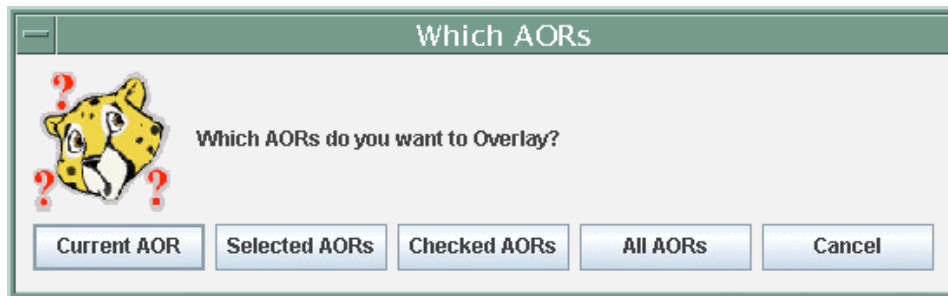 Which AORs
?
Which AORs do you want to Overlay?
? ?
Current AOR Selected AORs Checked AORs All AORs Cancel